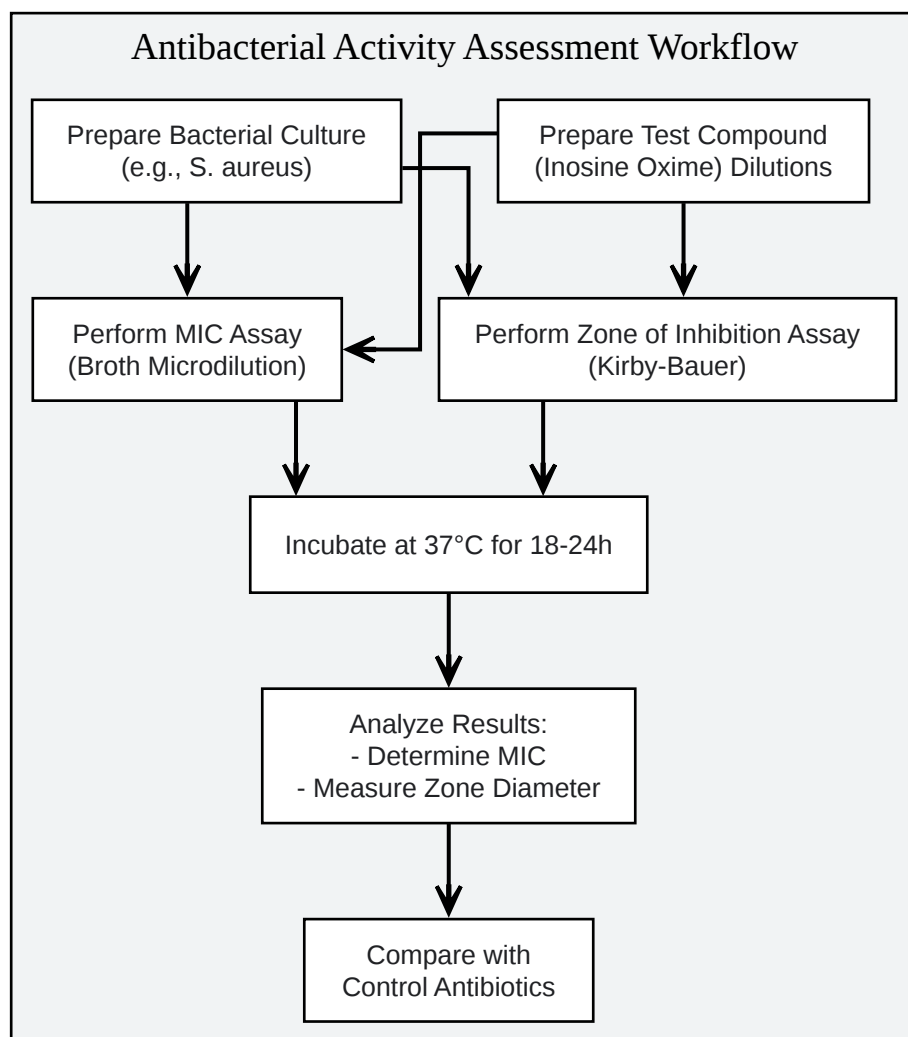 Antibacterial Activity Assessment Workflow
Prepare Bacterial Culture
(e.g., S. aureus)
Prepare Test Compound
(Inosine Oxime) Dilutions
Perform MIC Assay
(Broth Microdilution)
Perform Zone of Inhibition Assay
(Kirby-Bauer)
Incubate at 37°C for 18-24h
Analyze Results:
- Determine MIC
- Measure Zone Diameter
Compare with
Control Antibiotics